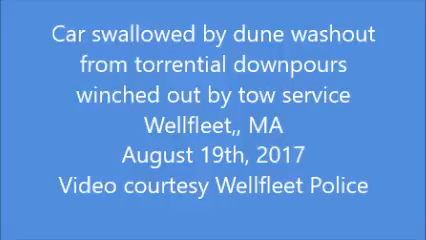 Car swallowed by dune washout
from torrential downpours
winched out by tow service
Wellfleet,, MA
August 19th, 2017
Video courtesy Wellfleet Police